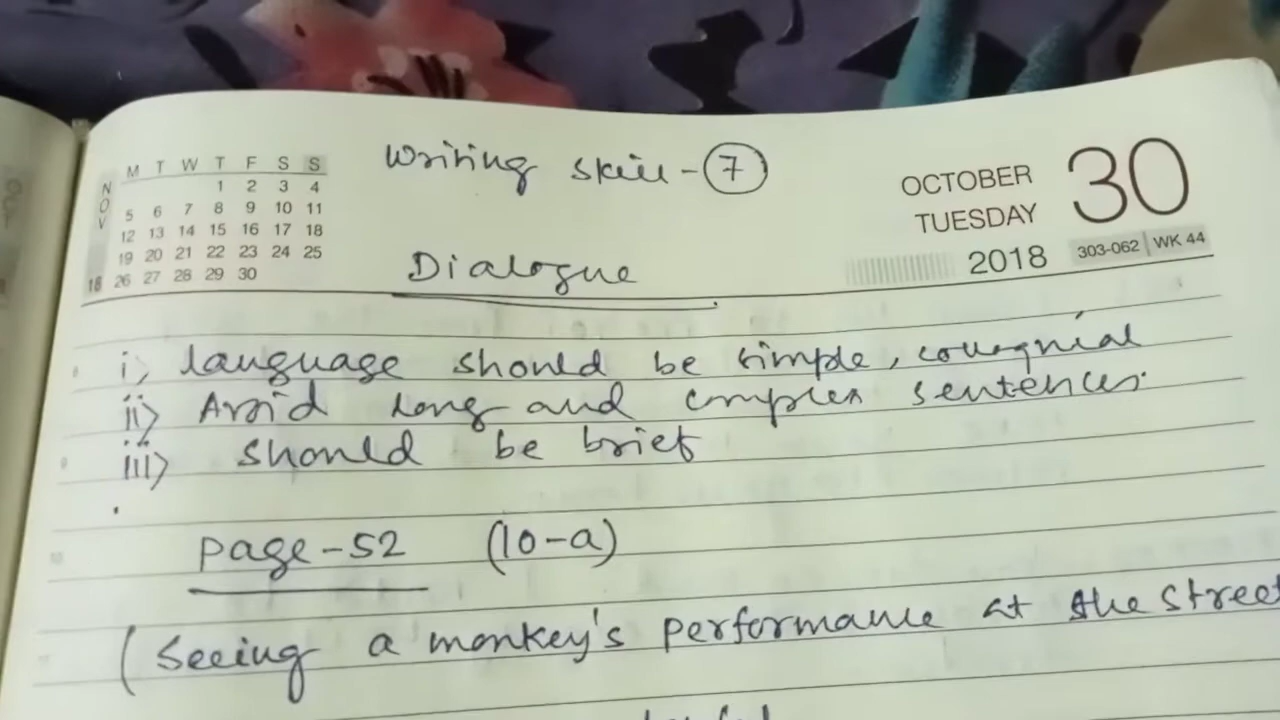 Writing skill - 7
OCTOBER 30
TUESDAY
2018 303-062 WK 44
NOV 18
M T W T F S S
1 2 3 4
5 6 7 8 9 10 11
12 13 14 15 16 17 18
19 20 21 22 23 24 25
26 27 28 29 30
Dialogue
i) language should be simple, colloquial
ii) Avoid long and complex sentences.
iii) should be brief
page-52 (10-a)
(Seeing a monkey's performance at the street